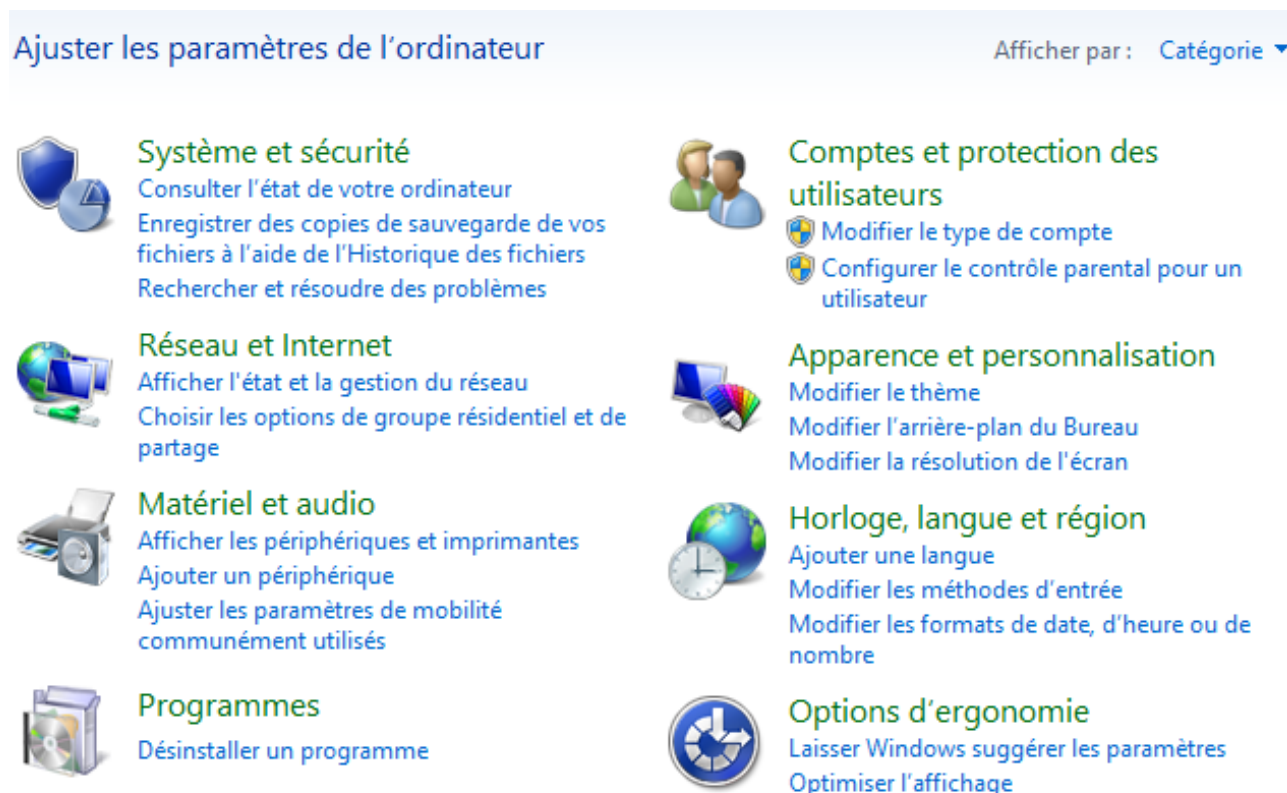 Ajuster les paramètres de l'ordinateur
Afficher par : Catégorie
Système et sécurité
Consulter l'état de votre ordinateur
Enregistrer des copies de sauvegarde de vos
fichiers à l'aide de l'Historique des fichiers
Rechercher et résoudre des problèmes
Réseau et Internet
Afficher l'état et la gestion du réseau
Choisir les options de groupe résidentiel et de
partage
Matériel et audio
Afficher les périphériques et imprimantes
Ajouter un périphérique
Ajuster les paramètres de mobilité
communément utilisés
Programmes
Désinstaller un programme
Comptes et protection des
utilisateurs
Modifier le type de compte
Configurer le contrôle parental pour un
utilisateur
Apparence et personnalisation
Modifier le thème
Modifier l'arrière-plan du Bureau
Modifier la résolution de l'écran
Horloge, langue et région
Ajouter une langue
Modifier les méthodes d'entrée
Modifier les formats de date, d'heure ou de
nombre
Options d'ergonomie
Laisser Windows suggérer les paramètres
Optimiser l'affichage